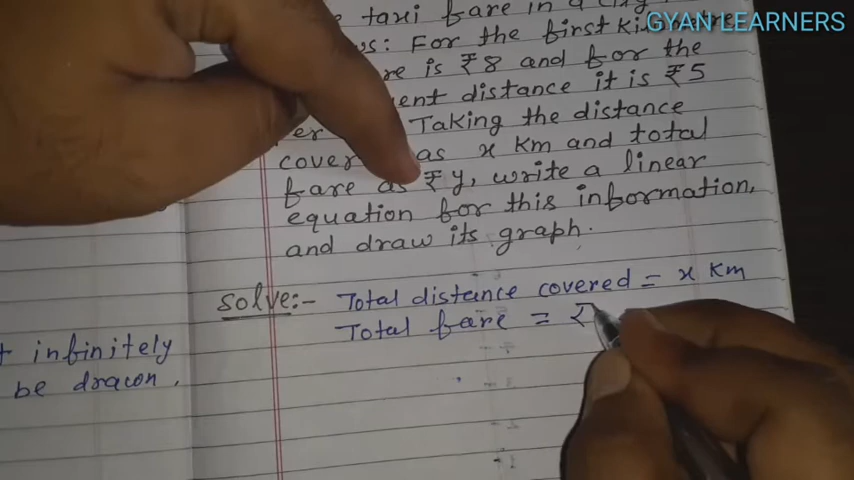 GYAN LEARNERS
taxi fare in a
: For the first
is ₹8 and for the
distance it is ₹5
Taking the distance
cover as x km and total
fare as ₹y, write a linear
equation for this information,
and draw its graph.
solve:- Total distance covered = x km
Total fare = ₹
infinitely
be drawn.